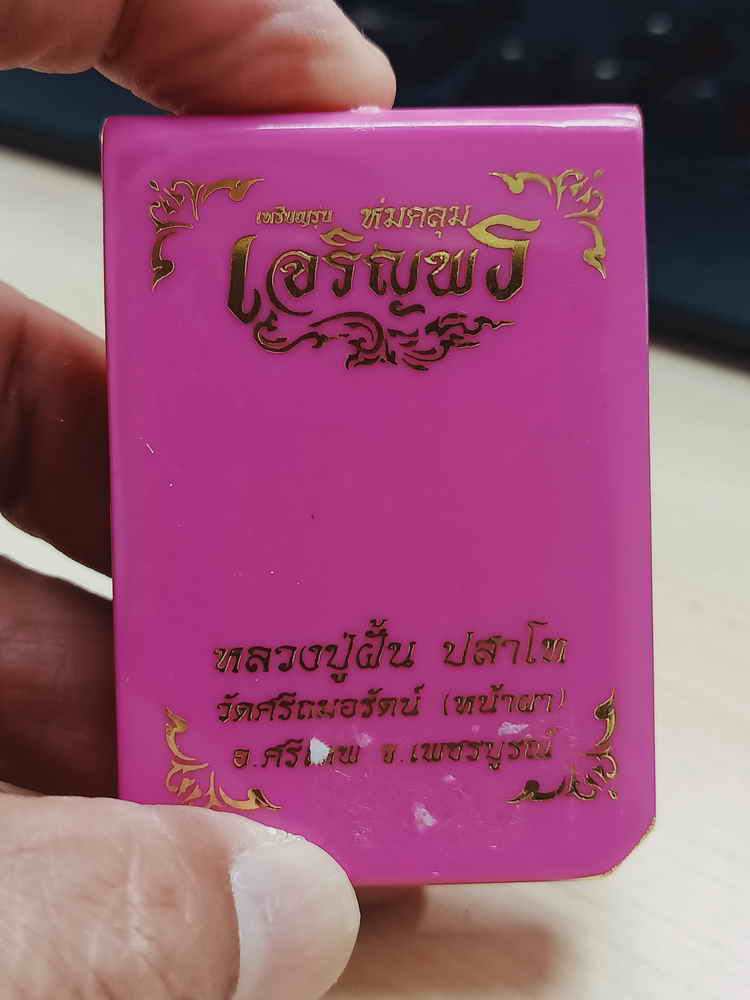 เหรียญรุ่น ห่มคลุม
เจริญพร
หลวงปู่ฝั้น ปสาโท
วัดศรีถมอรัตน์ (หน้าผา)
อ.ศรีเทพ จ.เพชรบูรณ์